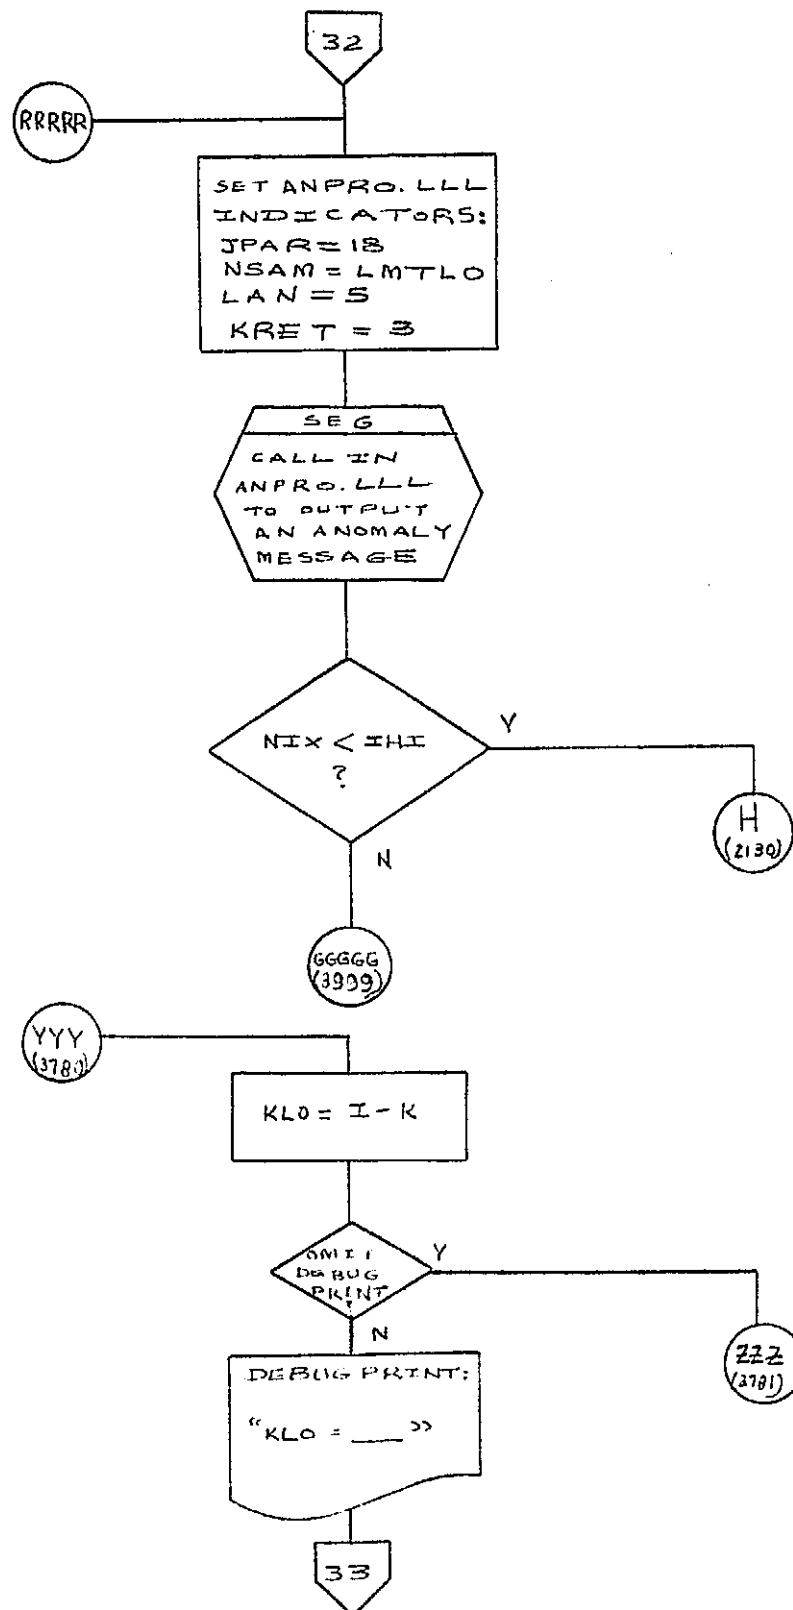 32
RRRRR
SET ANPRO. LLL
INDICATORS:
JPAR = 18
NSAM = LMTLO
LAN = 5
KRET = 3
SEG
CALL IN
ANPRO. LLL
TO OUTPUT
AN ANOMALY
MESSAGE
NIX < IHI
?
Y
H
(2130)
N
GGGGG
(3999)
YYY
(3780)
KLO = I - K
OMIT
DEBUG
PRINT
?
Y
N
ZZZ
(3781)
DEBUG PRINT:
"KLO = ___"
33